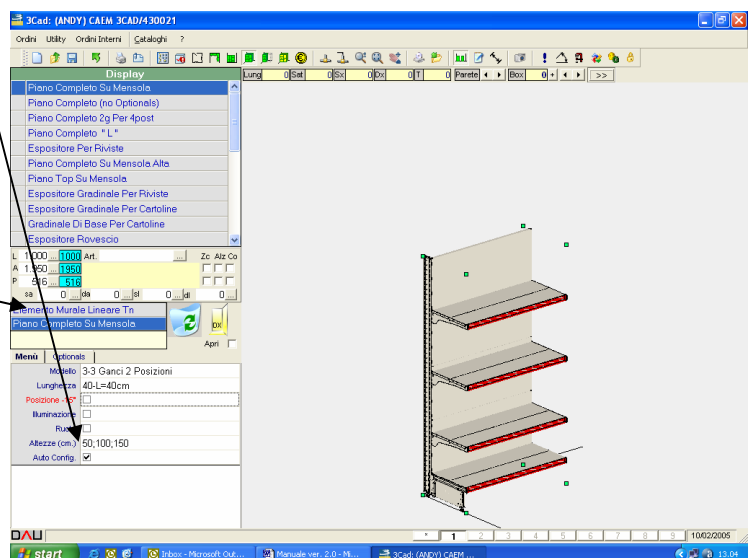 3Cad: (ANDY) CAEM 3CAD/430021
Ordini Utility Ordini Interni Cataloghi ?
Display
Lung 0 Sat 0 Sx 0 Dx 0 T 0 Parete Box 0 + >>
Piano Completo Su Mensola
Piano Completo (no Optionals)
Piano Completo 2g Per 4post
Piano Completo "L"
Espositore Per Riviste
Piano Completo Su Mensola Alta
Piano Top Su Mensola
Espositore Gradinale Per Riviste
Espositore Gradinale Per Cartoline
Gradinale Di Base Per Cartoline
Espositore Rovescio
L 1.000 ... 1000 Art. ... Zc Alz Co
A 1.950 ... 1950
P 516 ... 516
sa 0 ... da 0 ... sl 0 ... dl 0 ...
Elemento Murale Lineare Tn
Piano Completo Su Mensola
DX
Apri
Menù Optionals
Modello 3-3 Ganci 2 Posizioni
Lunghezza 40-L=40cm
Posizione -15°
Illuminazione
Altezze (cm.) 50;100;150
Auto Config.
* 1 2 3 4 5 6 7 8 9 10/02/2005
start Inbox - Microsoft Out... Manuale ver. 2.0 - Mi... 3Cad: (ANDY) CAEM ... 13.04